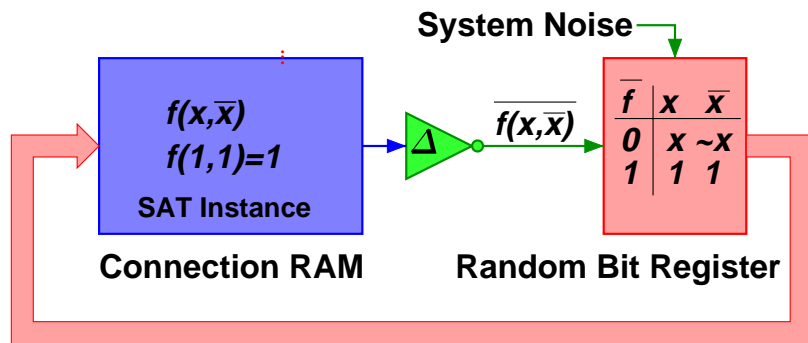 System Noise
f(x,x̅)
f(1,1)=1
SAT Instance
Δ
f̅(̅x̅,̅x̅)̅
f̅ x x̅
0 x ~x
1 1 1
Connection RAM
Random Bit Register